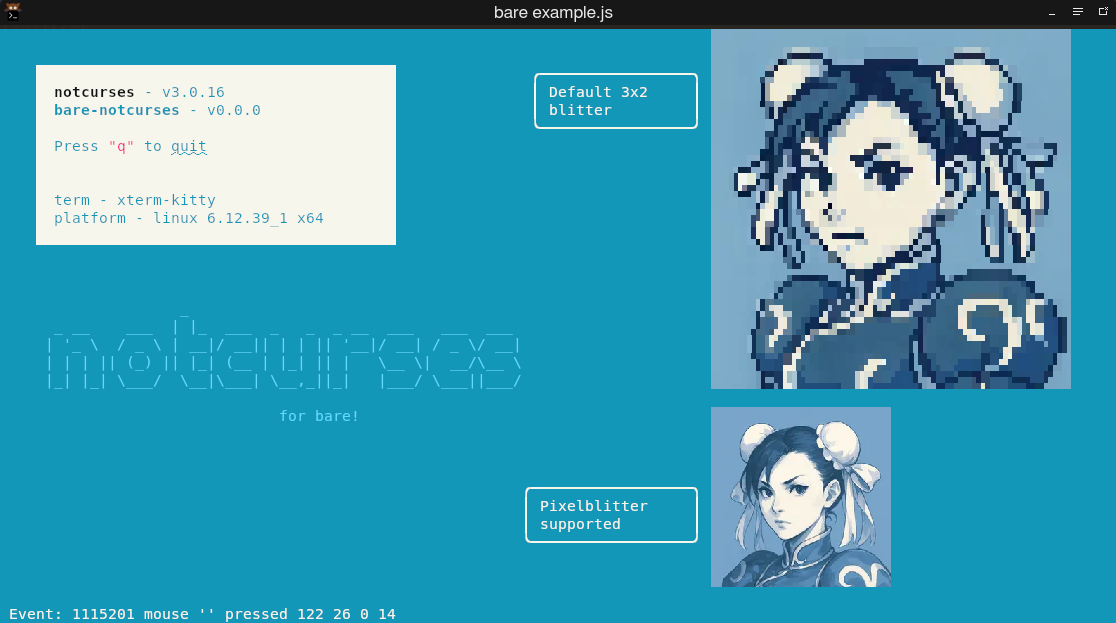 bare example.js
notcurses - v3.0.16
bare-notcurses - v0.0.0
Press "q" to quit
term - xterm-kitty
platform - linux 6.12.39_1 x64
Default 3x2
blitter
notcurses
for bare!
Pixelblitter
supported
Event: 1115201 mouse '' pressed 122 26 0 14